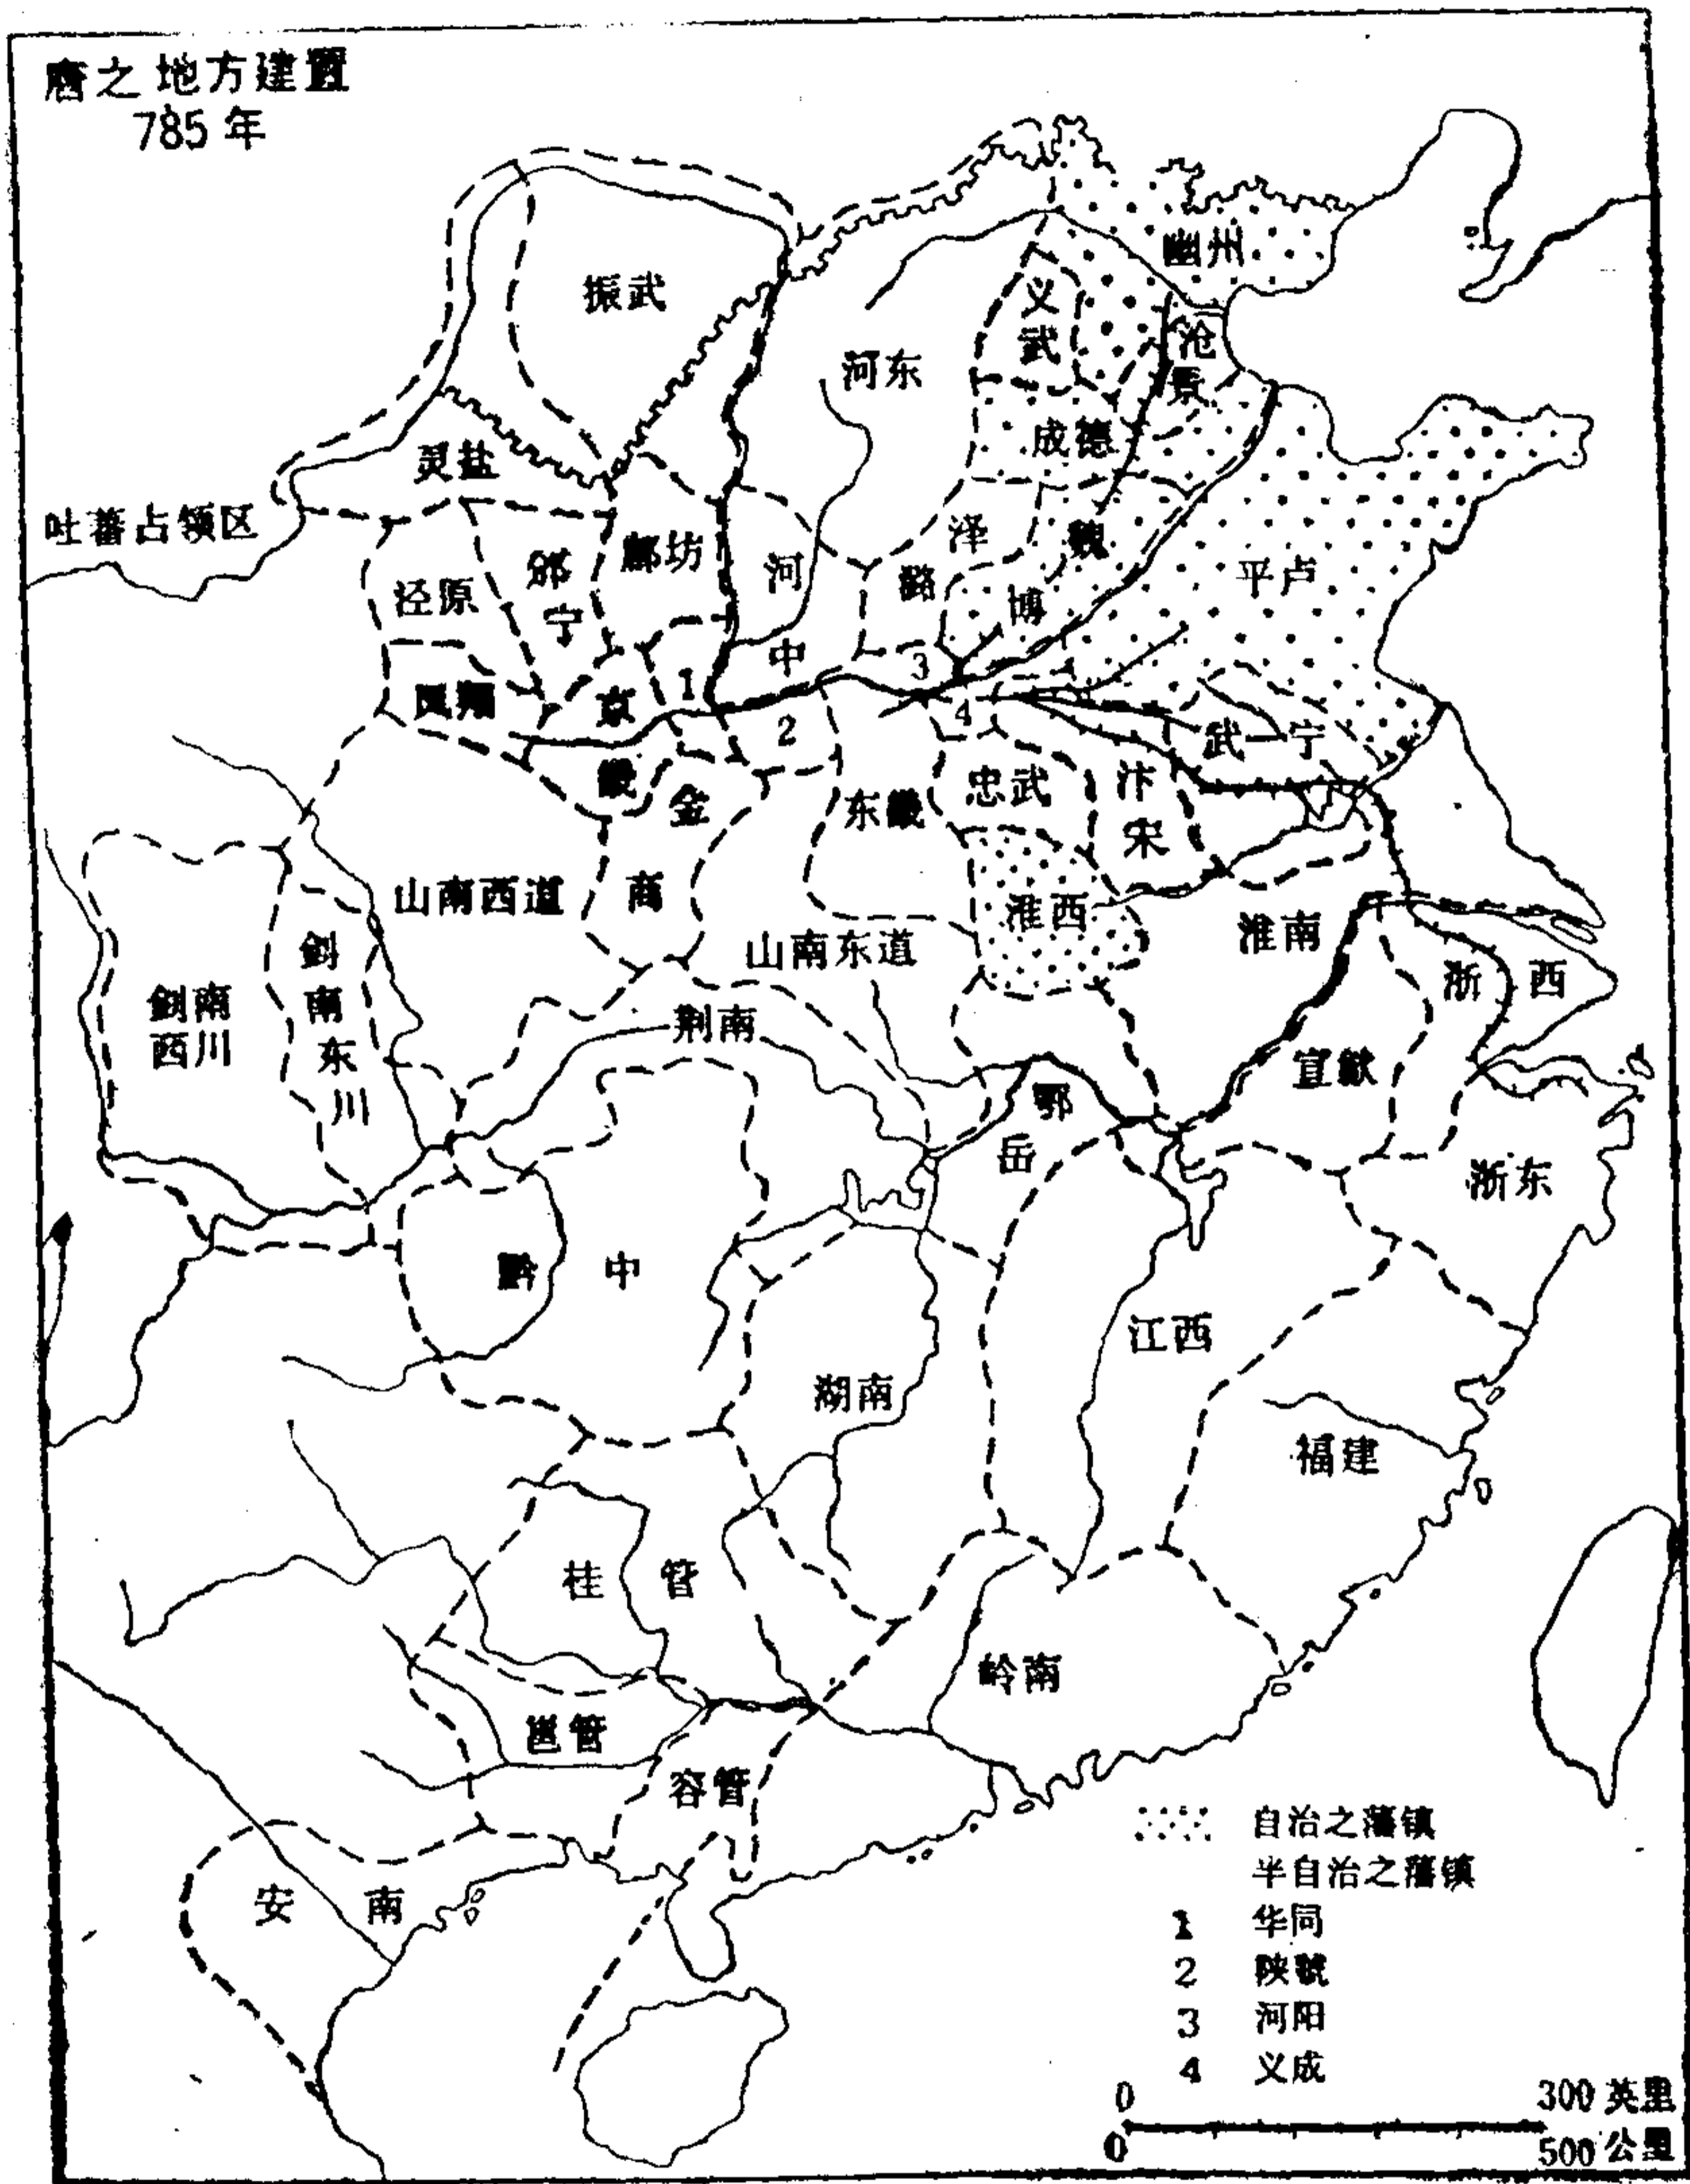 唐之地方建置
785年
幽州
振武
义武
沧景
河东
成德
灵盐
吐蕃占领区
泽潞
魏博
鄜坊
河中
邠宁
泾原
平卢
凤翔
京畿
1
2
3
4
武宁
金商
东畿
忠武
汴宋
山南西道
淮西
淮南
山南东道
剑南东川
剑南西川
浙西
荆南
宣歙
鄂岳
浙东
黔中
江西
湖南
福建
桂管
岭南
邕管
容管
安南
自治之藩镇
半自治之藩镇
1 华同
2 陕虢
3 河阳
4 义成
0 300英里
0 500公里